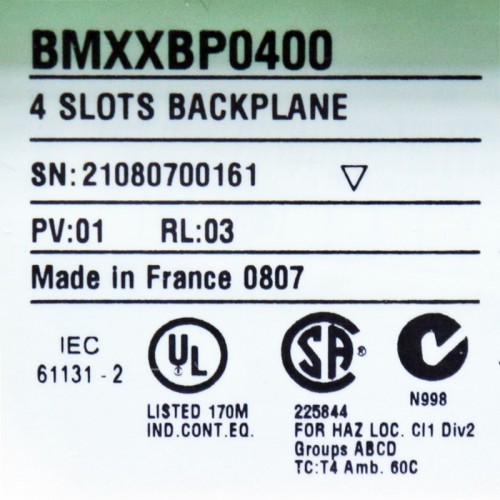 BMXXBP0400
4 SLOTS BACKPLANE
SN: 21080700161
PV:01 RL:03
Made in France 0807
IEC
61131 - 2
UL
LISTED 170M
IND.CONT.EQ.
SA ®
225844
FOR HAZ LOC. Cl1 Div2
Groups ABCD
TC:T4 Amb. 60C
N998